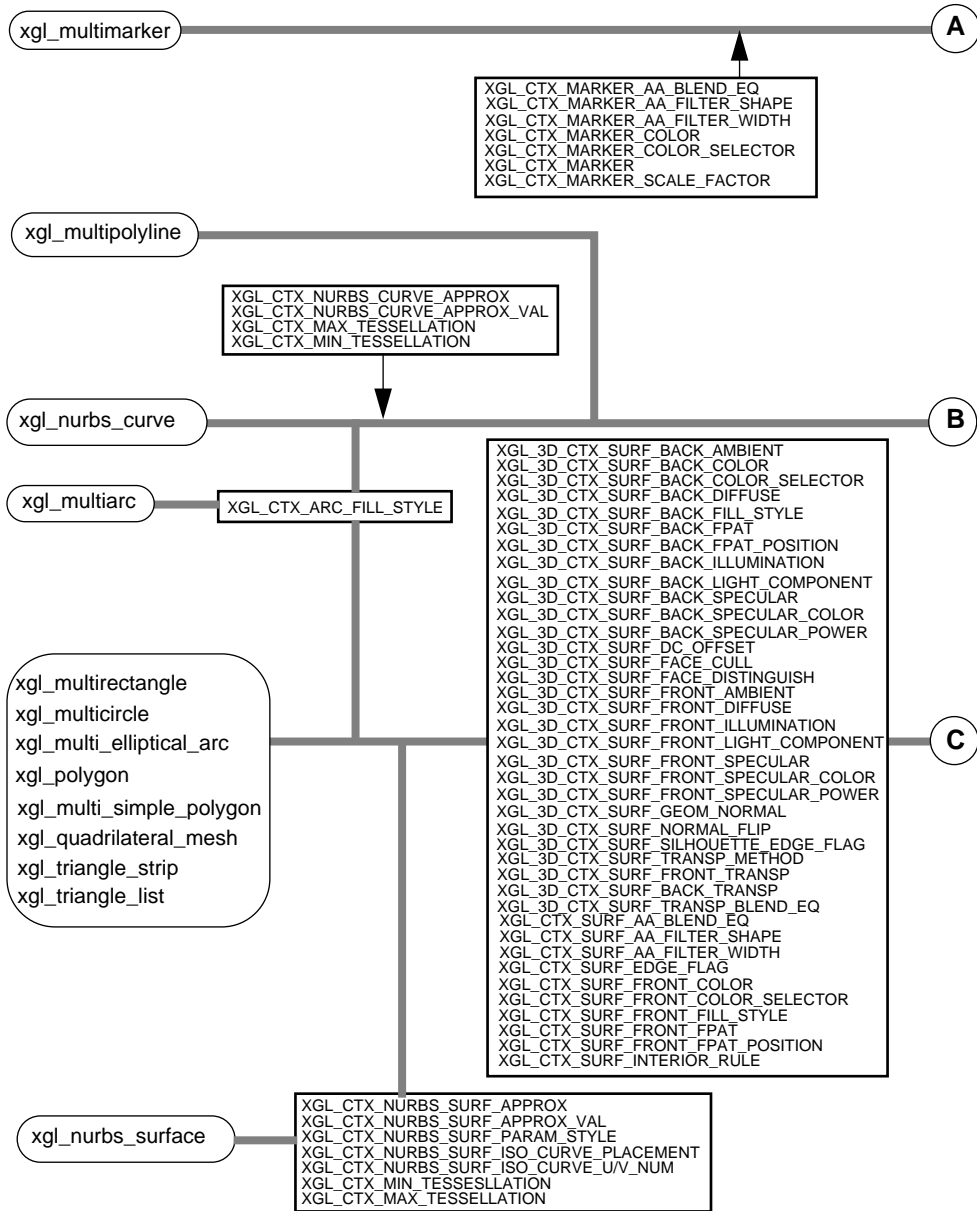 xgl_multimarker
A
XGL_CTX_MARKER_AA_BLEND_EQ
XGL_CTX_MARKER_AA_FILTER_SHAPE
XGL_CTX_MARKER_AA_FILTER_WIDTH
XGL_CTX_MARKER_COLOR
XGL_CTX_MARKER_COLOR_SELECTOR
XGL_CTX_MARKER
XGL_CTX_MARKER_SCALE_FACTOR
xgl_multipolyline
XGL_CTX_NURBS_CURVE_APPROX
XGL_CTX_NURBS_CURVE_APPROX_VAL
XGL_CTX_MAX_TESSELLATION
XGL_CTX_MIN_TESSELLATION
xgl_nurbs_curve
B
xgl_multiarc
XGL_CTX_ARC_FILL_STYLE
XGL_3D_CTX_SURF_BACK_AMBIENT
XGL_3D_CTX_SURF_BACK_COLOR
XGL_3D_CTX_SURF_BACK_COLOR_SELECTOR
XGL_3D_CTX_SURF_BACK_DIFFUSE
XGL_3D_CTX_SURF_BACK_FILL_STYLE
XGL_3D_CTX_SURF_BACK_FPAT
XGL_3D_CTX_SURF_BACK_FPAT_POSITION
XGL_3D_CTX_SURF_BACK_ILLUMINATION
XGL_3D_CTX_SURF_BACK_LIGHT_COMPONENT
XGL_3D_CTX_SURF_BACK_SPECULAR
XGL_3D_CTX_SURF_BACK_SPECULAR_COLOR
XGL_3D_CTX_SURF_BACK_SPECULAR_POWER
XGL_3D_CTX_SURF_DC_OFFSET
XGL_3D_CTX_SURF_FACE_CULL
XGL_3D_CTX_SURF_FACE_DISTINGUISH
XGL_3D_CTX_SURF_FRONT_AMBIENT
XGL_3D_CTX_SURF_FRONT_DIFFUSE
XGL_3D_CTX_SURF_FRONT_ILLUMINATION
XGL_3D_CTX_SURF_FRONT_LIGHT_COMPONENT
XGL_3D_CTX_SURF_FRONT_SPECULAR
XGL_3D_CTX_SURF_FRONT_SPECULAR_COLOR
XGL_3D_CTX_SURF_FRONT_SPECULAR_POWER
XGL_3D_CTX_SURF_GEOM_NORMAL
XGL_3D_CTX_SURF_NORMAL_FLIP
XGL_3D_CTX_SURF_SILHOUETTE_EDGE_FLAG
XGL_3D_CTX_SURF_TRANSP_METHOD
XGL_3D_CTX_SURF_FRONT_TRANSP
XGL_3D_CTX_SURF_BACK_TRANSP
XGL_3D_CTX_SURF_TRANSP_BLEND_EQ
XGL_CTX_SURF_AA_BLEND_EQ
XGL_CTX_SURF_AA_FILTER_SHAPE
XGL_CTX_SURF_AA_FILTER_WIDTH
XGL_CTX_SURF_EDGE_FLAG
XGL_CTX_SURF_FRONT_COLOR
XGL_CTX_SURF_FRONT_COLOR_SELECTOR
XGL_CTX_SURF_FRONT_FILL_STYLE
XGL_CTX_SURF_FRONT_FPAT
XGL_CTX_SURF_FRONT_FPAT_POSITION
XGL_CTX_SURF_INTERIOR_RULE
xgl_multirectangle
xgl_multicircle
xgl_multi_elliptical_arc
xgl_polygon
xgl_multi_simple_polygon
xgl_quadrilateral_mesh
xgl_triangle_strip
xgl_triangle_list
C
xgl_nurbs_surface
XGL_CTX_NURBS_SURF_APPROX
XGL_CTX_NURBS_SURF_APPROX_VAL
XGL_CTX_NURBS_SURF_PARAM_STYLE
XGL_CTX_NURBS_SURF_ISO_CURVE_PLACEMENT
XGL_CTX_NURBS_SURF_ISO_CURVE_U/V_NUM
XGL_CTX_MIN_TESSESLLATION
XGL_CTX_MAX_TESSELLATION